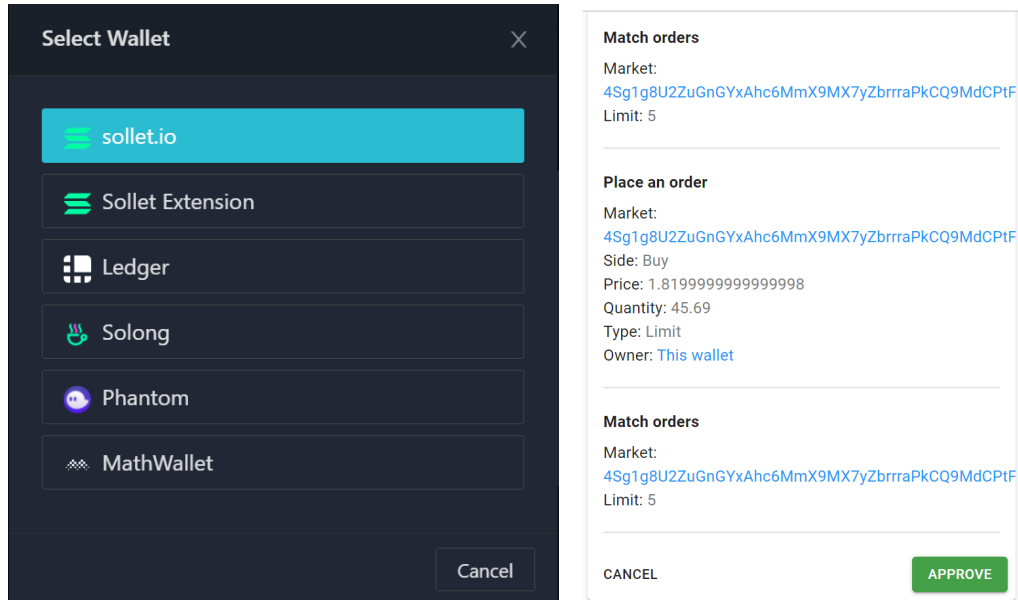 Select Wallet
sollet.io
Sollet Extension
Ledger
Solong
Phantom
MathWallet
Cancel
Match orders
Market:
4Sg1g8U2ZuGnGYxAhc6MmX9MX7yZbrrraPkCQ9MdCPtF
Limit: 5
Place an order
Market:
4Sg1g8U2ZuGnGYxAhc6MmX9MX7yZbrrraPkCQ9MdCPtF
Side: Buy
Price: 1.8199999999999998
Quantity: 45.69
Type: Limit
Owner: This wallet
Match orders
Market:
4Sg1g8U2ZuGnGYxAhc6MmX9MX7yZbrrraPkCQ9MdCPtF
Limit: 5
CANCEL
APPROVE